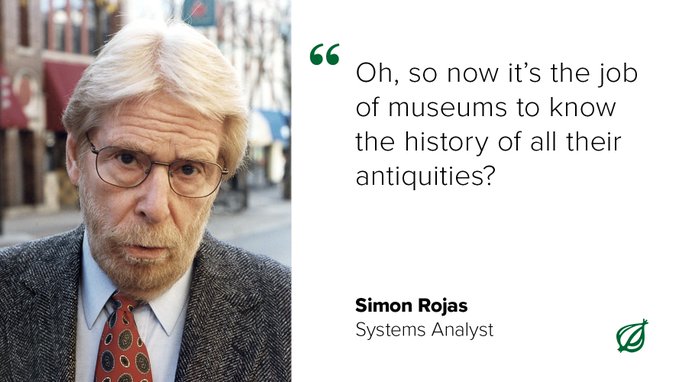 “
Oh, so now it’s the job
of museums to know
the history of all their
antiquities?
Simon Rojas
Systems Analyst